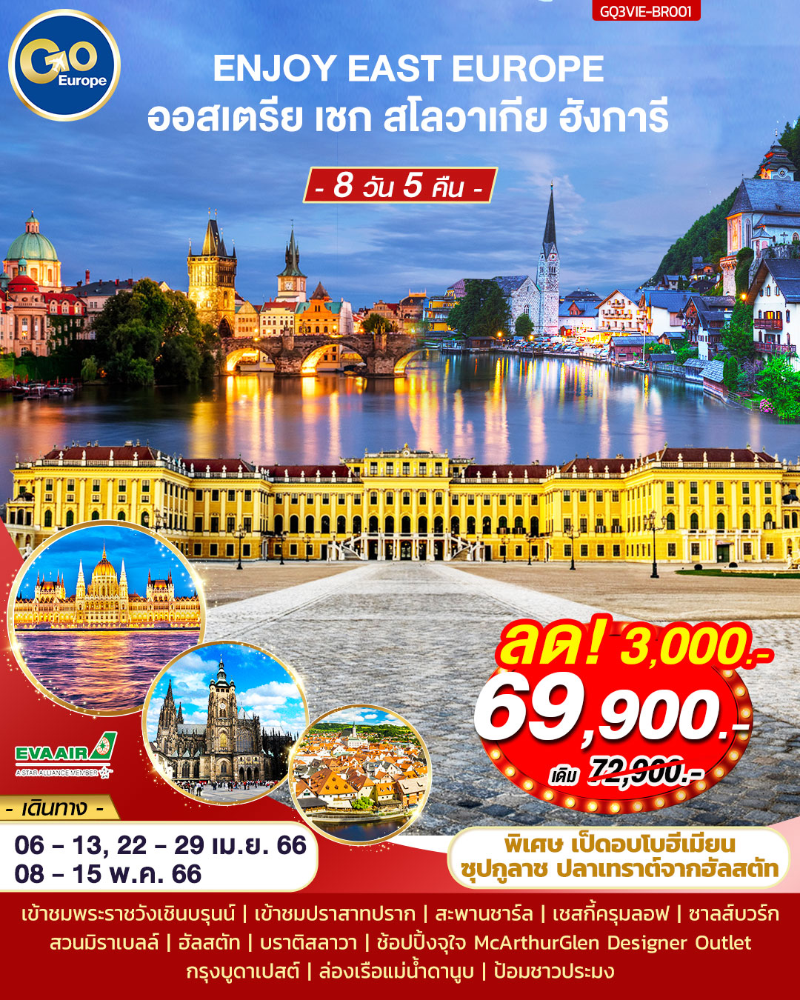 GQ3VIE-BR001
GO
Europe
ENJOY EAST EUROPE
ออสเตรีย เชก สโลวาเกีย ฮังการี
- 8 วัน 5 คืน -
ลด! 3,000.-
69,900.-
เดิม 72,900.-
EVA AIR
A STAR ALLIANCE MEMBER
- เดินทาง -
06 - 13, 22 - 29 เม.ย. 66
08 - 15 พ.ค. 66
พิเศษ เป็ดอบโบฮีเมียน
ซุปกูลาช ปลาเทราต์จากฮัลสตัท
เข้าชมพระราชวังเชินบรุนน์ | เข้าชมปราสาทปราก | สะพานชาร์ล | เชสกี้ครุมลอฟ | ซาลส์บวร์ก
สวนมิราเบลล์ | ฮัลสตัท | บราติสลาวา | ช้อปปิ้งจุใจ McArthurGlen Designer Outlet
กรุงบูดาเปสต์ | ล่องเรือแม่น้ำดานูบ | ป้อมชาวประมง